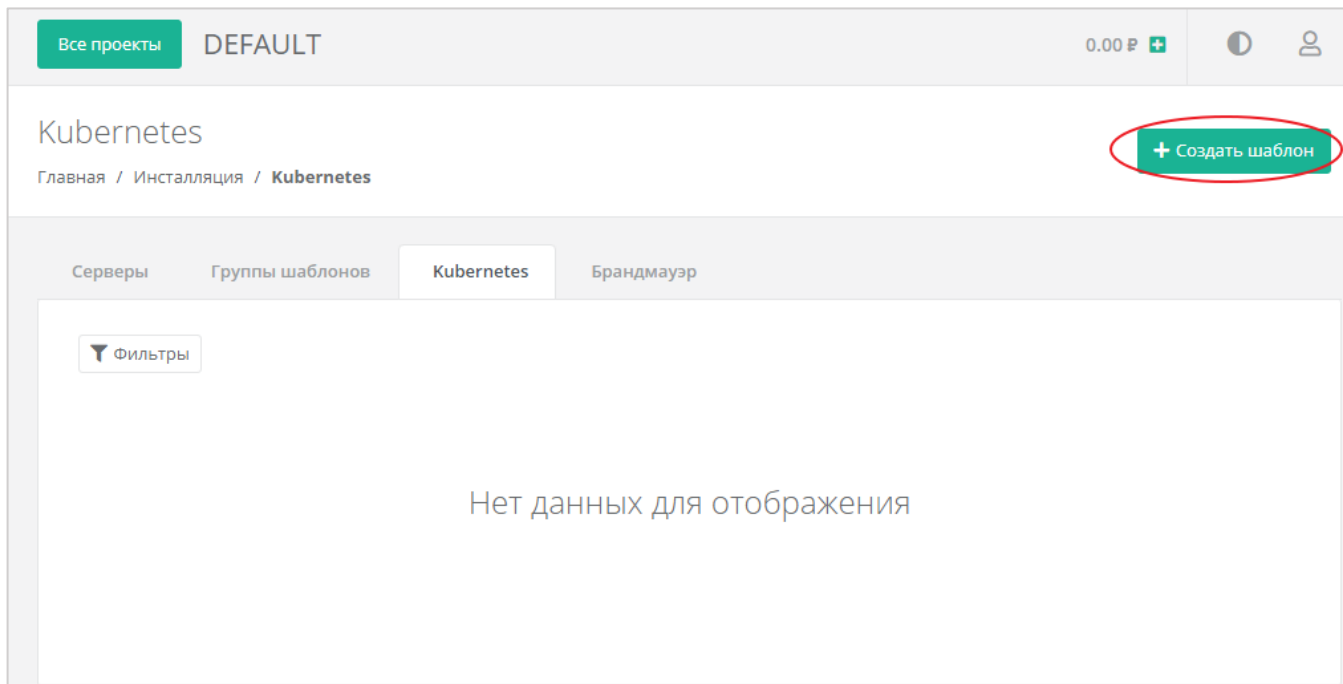 Все проекты DEFAULT 0.00 ₽
Kubernetes
+ Создать шаблон
Главная / Инсталляция / Kubernetes
Серверы Группы шаблонов Kubernetes Брандмауэр
Фильтры
Нет данных для отображения